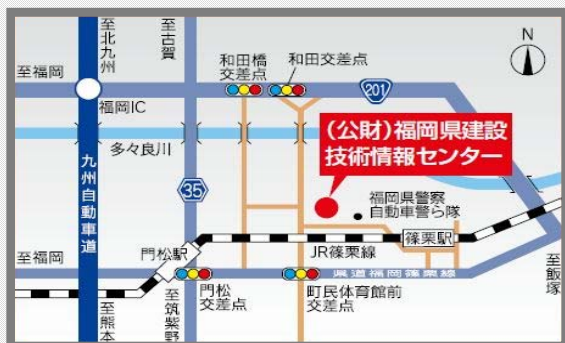 至北九州
至古賀
和田橋
交差点
和田交差点
N
至福岡
201
福岡IC
(公財)福岡県建設
技術情報センター
多々良川
九州自動車道
35
福岡県警察
自動車警ら隊
篠栗駅
門松駅
JR篠栗線
至福岡
県道福岡篠栗線
至飯塚
門松
交差点
町民体育館前
交差点
至熊本
至筑紫野